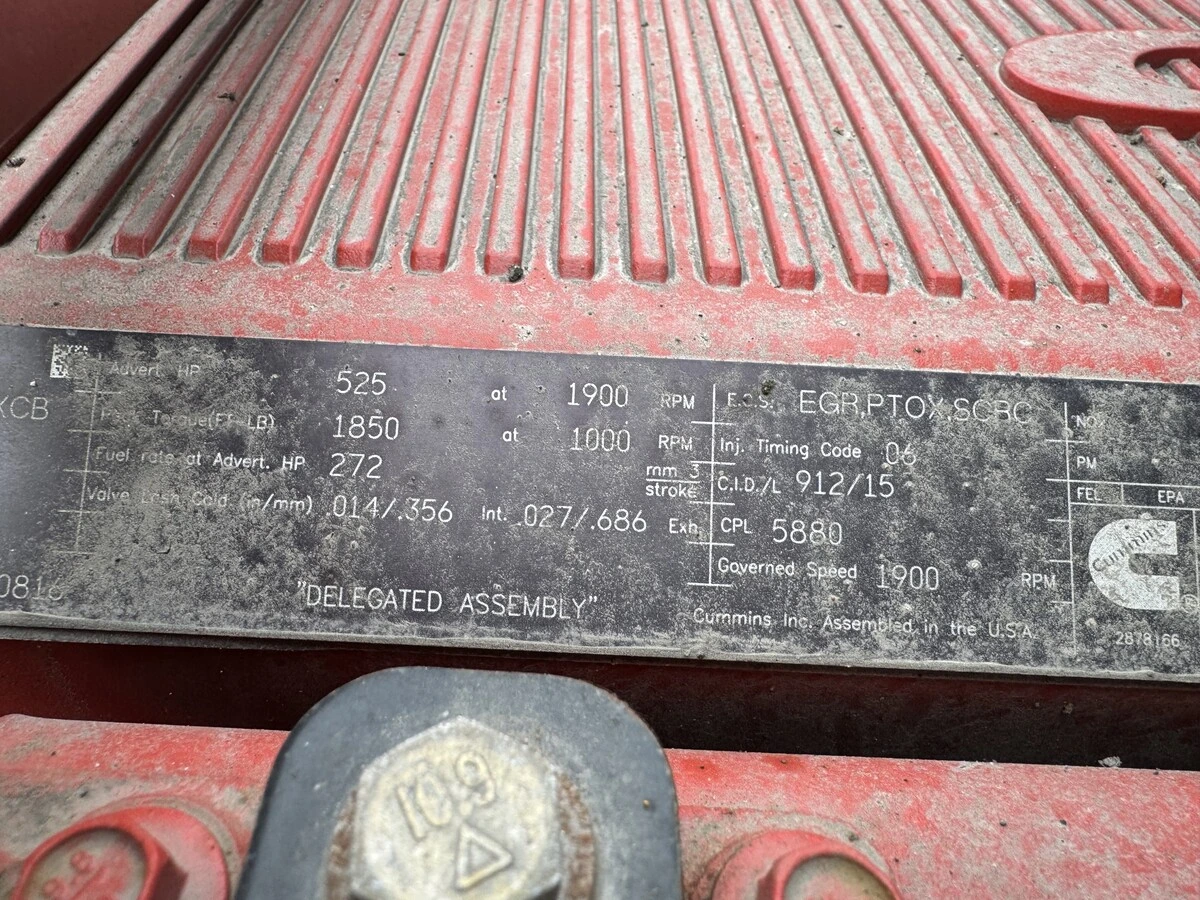 Advert. HP 525 at 1900 RPM
XCB
Torque(FT-LB) 1850 at 1000 RPM
Fuel rate at Advert. HP 272 mm 3 stroke
Valve Lash Cold (in/mm) .014/.356 Int. .027/.686 Exh.
0816
"DELEGATED ASSEMBLY"
E.C.S. EGR,PTOX,SCRC
Inj. Timing Code 06
C.I.D./L 912/15
CPL 5880
Governed Speed 1900 RPM
Cummins Inc. Assembled in the U.S.A.
NO
PM
FEL EPA
Cummins
®
2878166
10.9